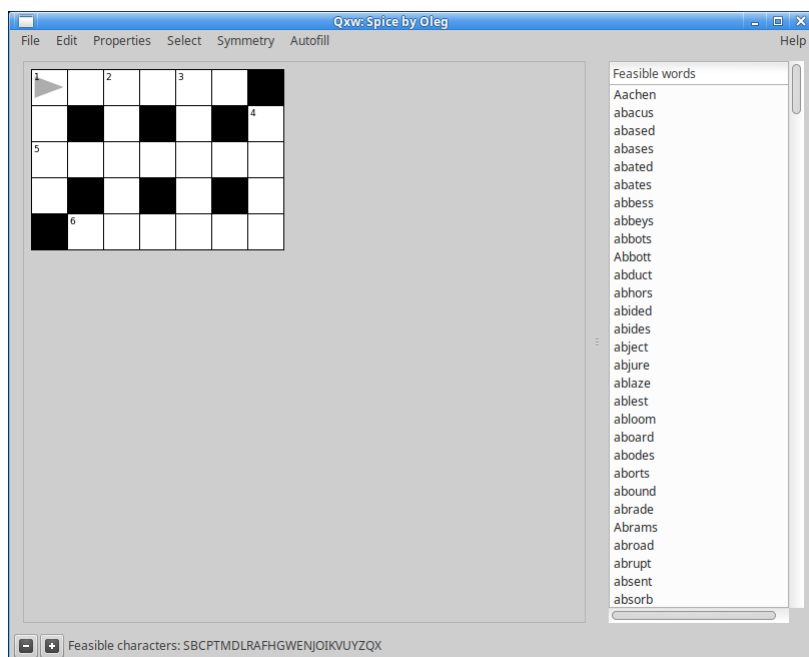 Qxw: Spice by Oleg
File Edit Properties Select Symmetry Autofill Help
1 2 3
4
5
6
Feasible words
Aachen
abacus
abased
abases
abated
abates
abbess
abbeys
abbots
Abbott
abduct
abhors
abided
abides
abject
abjure
ablaze
ablest
abloom
aboard
abodes
aborts
abound
abrade
Abrams
abroad
abrupt
absent
absorb
Feasible characters: SBCPTMDLRAFHGWENJOIKVUYZQX